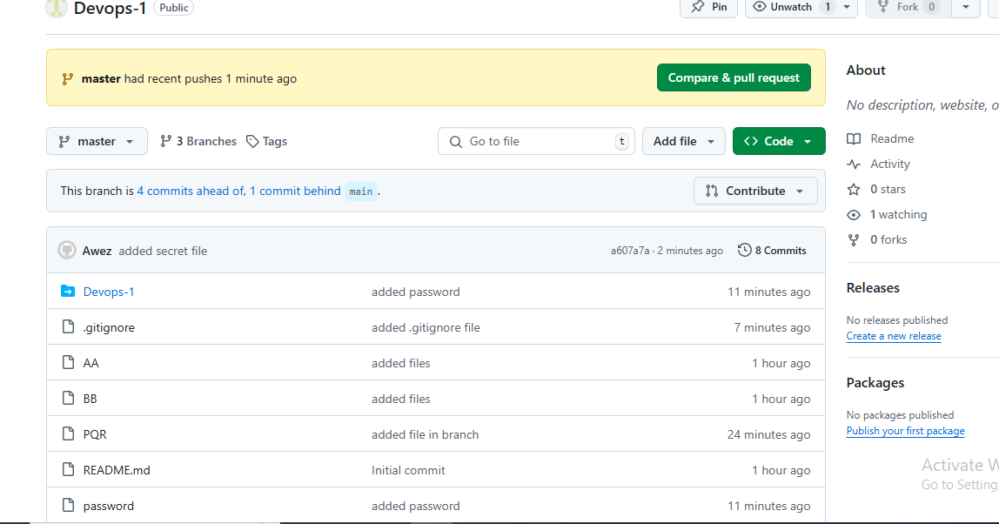 Devops-1 Public Pin Unwatch 1 Fork 0
master had recent pushes 1 minute ago Compare & pull request
master 3 Branches Tags Go to file t Add file Code
This branch is 4 commits ahead of, 1 commit behind main . Contribute
Awez added secret file a607a7a · 2 minutes ago 8 Commits
Devops-1 added password 11 minutes ago
.gitignore added .gitignore file 7 minutes ago
AA added files 1 hour ago
BB added files 1 hour ago
PQR added file in branch 24 minutes ago
README.md Initial commit 1 hour ago
password added password 11 minutes ago
About
No description, website, o
Readme
Activity
0 stars
1 watching
0 forks
Releases
No releases published
Create a new release
Packages
No packages published
Publish your first package
Activate W
Go to Setting